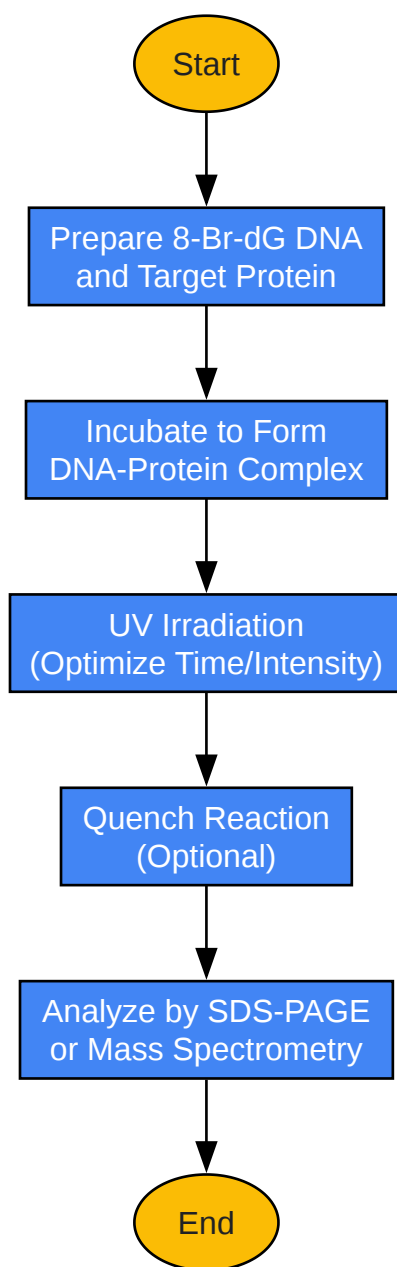 Start
Prepare 8-Br-dG DNA
and Target Protein
Incubate to Form
DNA-Protein Complex
UV Irradiation
(Optimize Time/Intensity)
Quench Reaction
(Optional)
Analyze by SDS-PAGE
or Mass Spectrometry
End